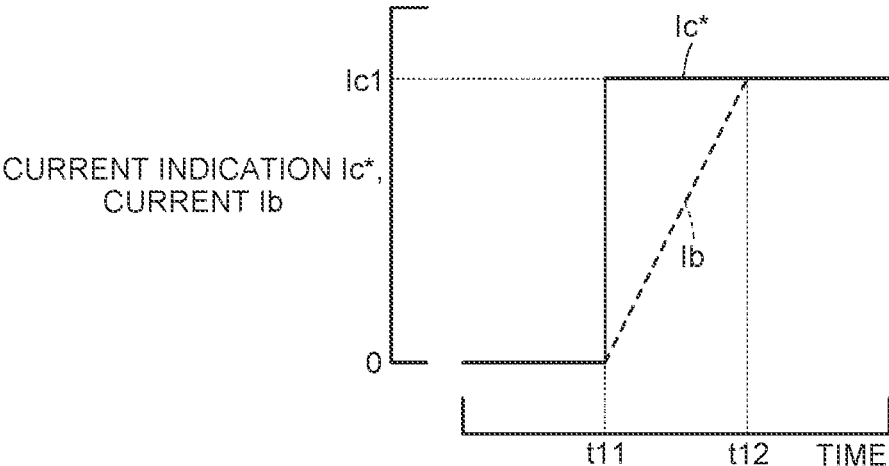 Ic*
Ic1
CURRENT INDICATION Ic*,
CURRENT Ib
Ib
0
t11 t12 TIME